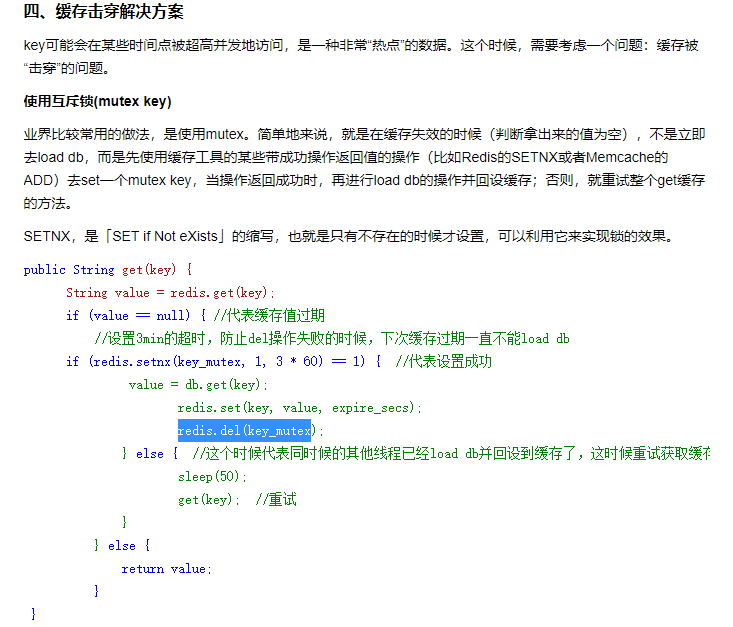 四、缓存击穿解决方案
key可能会在某些时间点被超高并发地访问，是一种非常“热点”的数据。这个时候，需要考虑一个问题：缓存被
“击穿”的问题。
使用互斥锁(mutex key)
业界比较常用的做法，是使用mutex。简单地来说，就是在缓存失效的时候（判断拿出来的值为空），不是立即
去load db，而是先使用缓存工具的某些带成功操作返回值的操作（比如Redis的SETNX或者Memcache的
ADD）去set一个mutex key，当操作返回成功时，再进行load db的操作并回设缓存；否则，就重试整个get缓存
的方法。
SETNX，是「SET if Not eXists」的缩写，也就是只有不存在的时候才设置，可以利用它来实现锁的效果。
public String get(key) {
String value = redis.get(key);
if (value == null) { //代表缓存值过期
//设置3min的超时，防止del操作失败的时候，下次缓存过期一直不能load db
if (redis.setnx(key_mutex, 1, 3 * 60) == 1) {  //代表设置成功
value = db.get(key);
redis.set(key, value, expire_secs);
redis.del(key_mutex);
} else {  //这个时候代表同时候的其他线程已经load db并回设到缓存了，这时候重试获取缓存
sleep(50);
get(key);  //重试
}
} else {
return value;
}
}